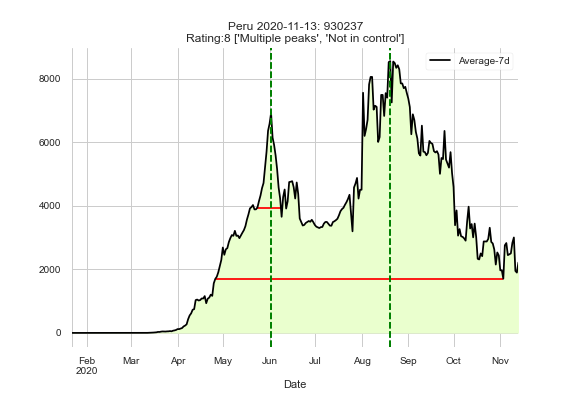 Peru 2020-11-13: 930237
Rating:8 ['Multiple peaks', 'Not in control']
Average-7d
8000
6000
4000
2000
0
Feb Mar Apr May Jun Jul Aug Sep Oct Nov
2020
Date